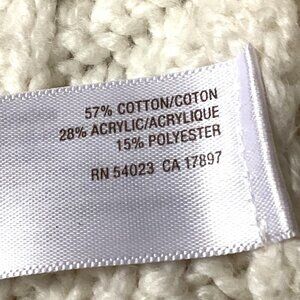 57% COTTON/COTON
28% ACRYLIC/ACRYLIQUE
15% POLYESTER
RN 54023 CA 17897